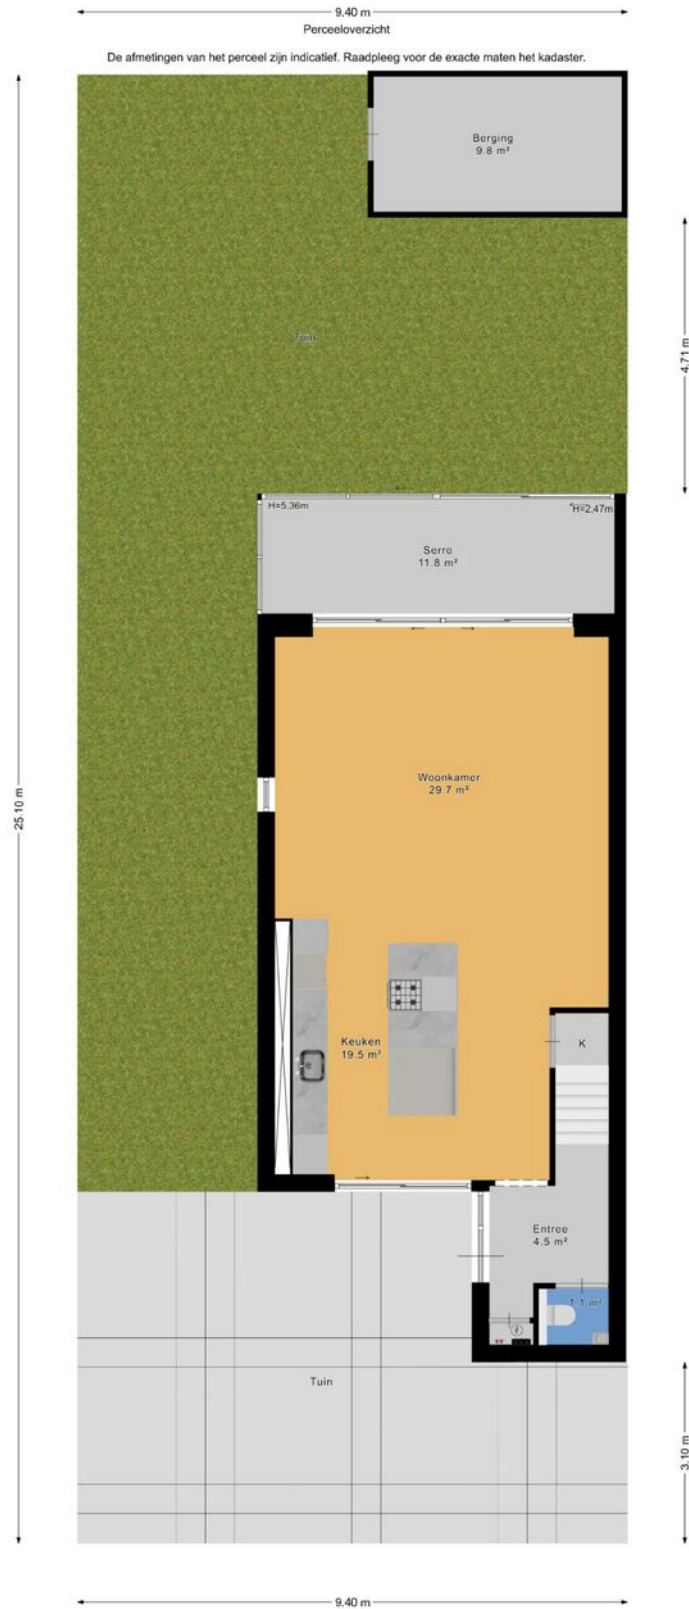 9.40 m
Perceeloverzicht
De afmetingen van het perceel zijn indicatief. Raadpleeg voor de exacte maten het kadaster.
Berging
9.8 m²
4.71 m
Tuin
H=5.36m
H=2.47m
Serre
11.8 m²
Woonkamer
29.7 m²
25.10 m
Keuken
19.5 m²
K
Entree
4.5 m²
1.1 m²
Tuin
3.10 m
9.40 m